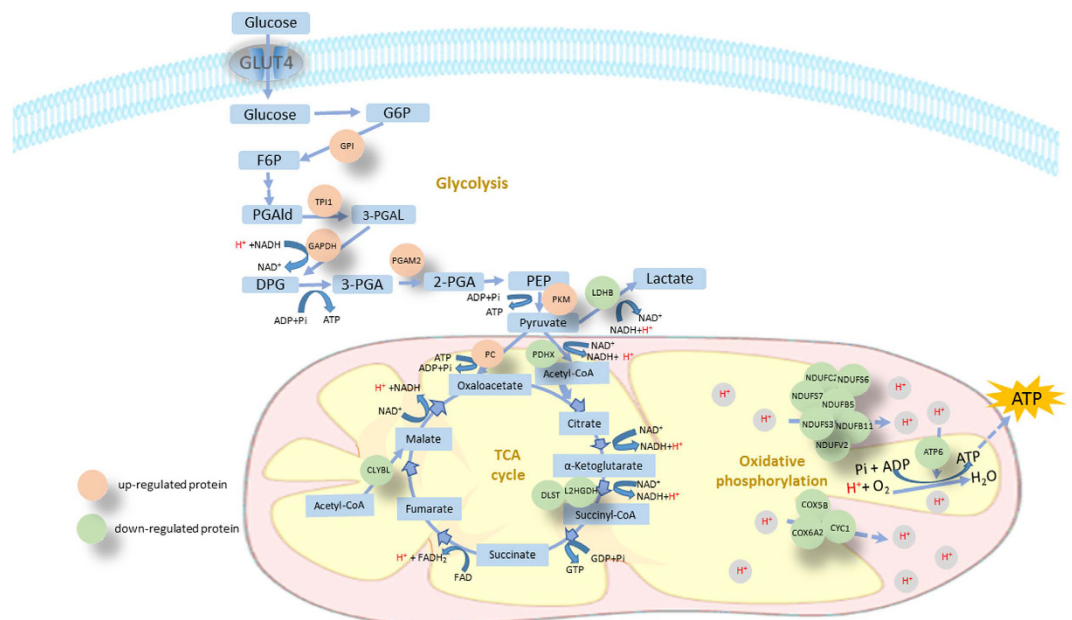 Glucose
GLUT4
Glucose
G6P
GPI
F6P
Glycolysis
TPI1
PGAld
3-PGAL
H⁺ +NADH
GAPDH
NAD⁺
PGAM2
DPG
3-PGA
2-PGA
PEP
Lactate
LDHB
ADP+Pi
ATP
ADP+Pi
ATP
PKM
NAD⁺
NADH+H⁺
Pyruvate
ATP
ADP+Pi
PC
PDHX
NAD⁺
NADH+ H⁺
Acetyl-CoA
Oxaloacetate
H⁺ +NADH
NAD⁺
Citrate
Malate
NAD⁺
NADH+H⁺
TCA
cycle
α-Ketoglutarate
CLYBL
DLST
L2HGDH
NAD⁺
NADH+H⁺
Acetyl-CoA
Fumarate
Succinyl-CoA
Succinate
H⁺ + FADH₂
FAD
GTP
GDP+Pi
NDUFS6
NDUFS7
NDUFB5
NDUFS3
NDUFB11
NDUFV2
H⁺
H⁺
H⁺
H⁺
H⁺
ATP
ATP6
Oxidative
phosphorylation
Pi + ADP
ATP
H⁺+ O₂
H₂O
H⁺
COX5B
COX6A2
CYC1
H⁺
H⁺
H⁺
H⁺
H⁺
up-regulated protein
down-regulated protein